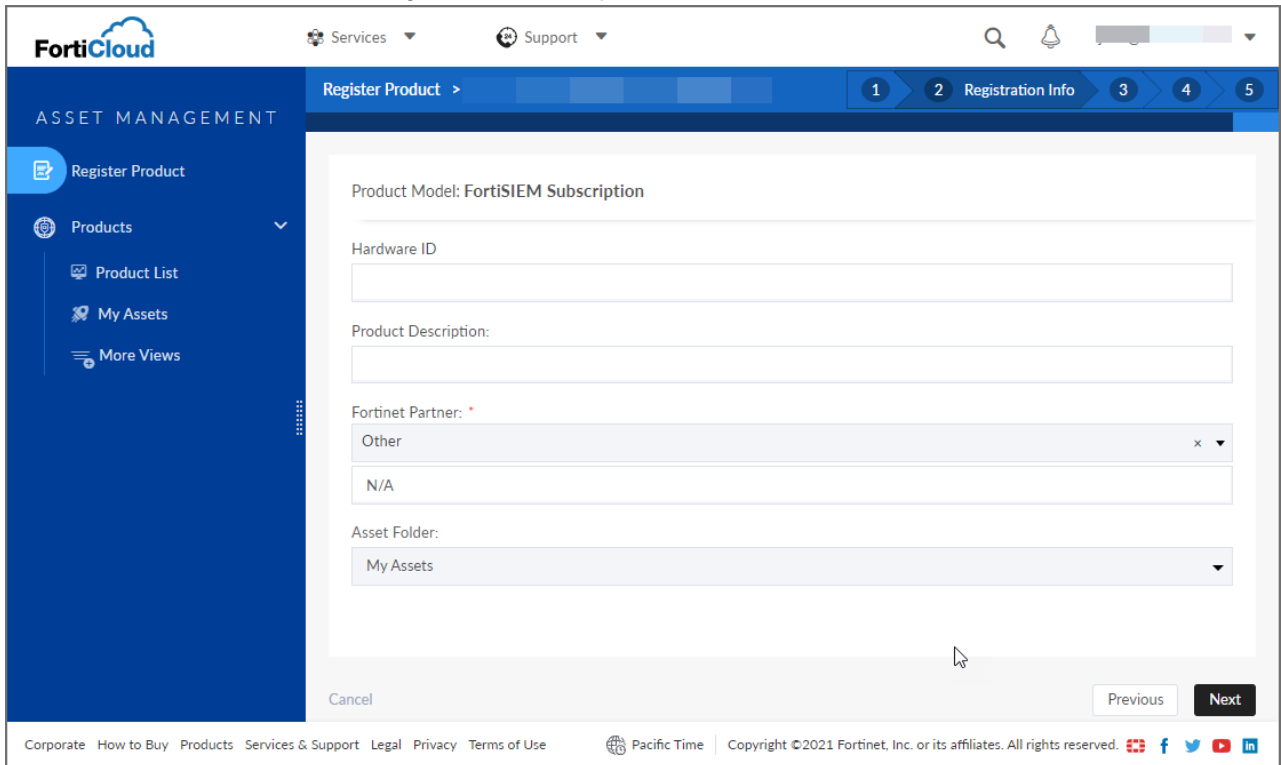 FortiCloud
Services
24
Support
ASSET MANAGEMENT
Register Product
Products
Product List
My Assets
More Views
Register Product >
1
2 Registration Info
3
4
5
Product Model: FortiSIEM Subscription
Hardware ID
Product Description:
Fortinet Partner: *
Other
×
N/A
Asset Folder:
My Assets
Cancel
Previous
Next
Corporate How to Buy Products Services & Support Legal Privacy Terms of Use
Pacific Time
Copyright ©2021 Fortinet, Inc. or its affiliates. All rights reserved.